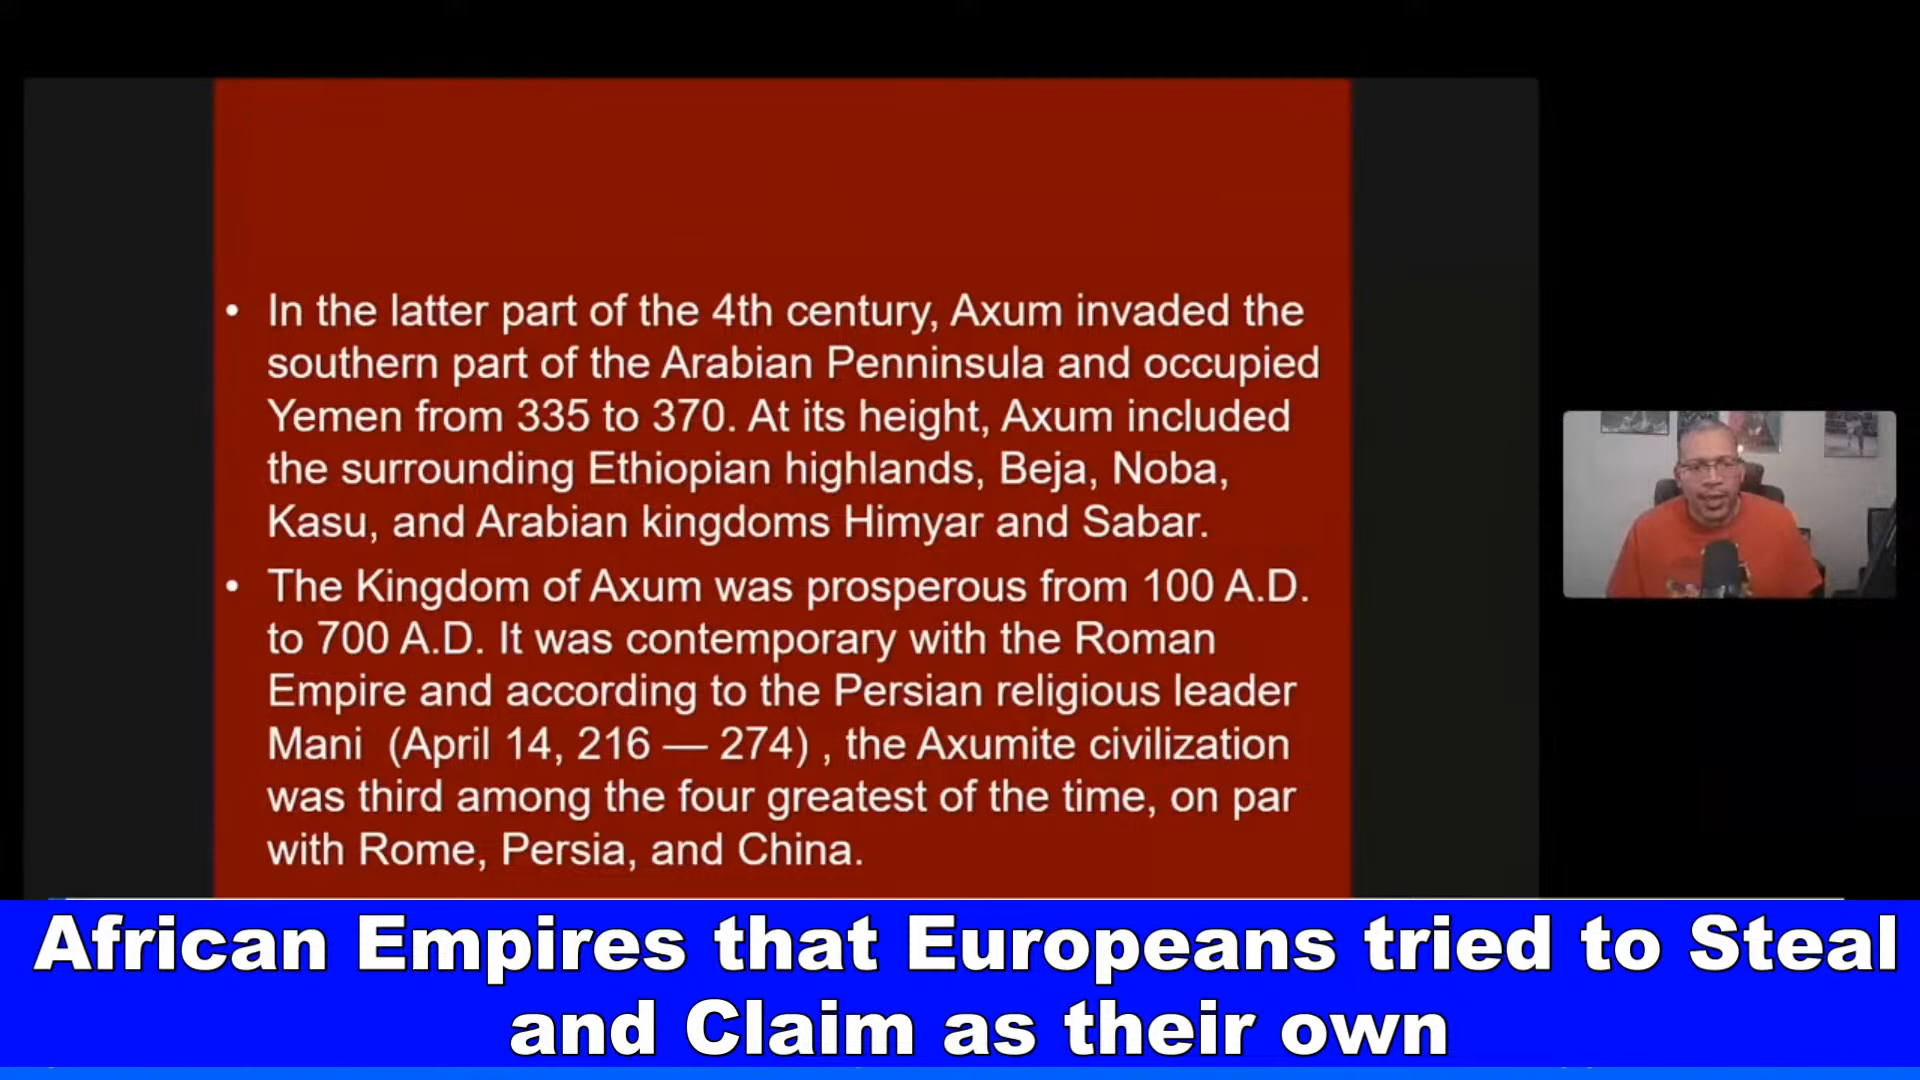 • In the latter part of the 4th century, Axum invaded the
southern part of the Arabian Penninsula and occupied
Yemen from 335 to 370. At its height, Axum included
the surrounding Ethiopian highlands, Beja, Noba,
Kasu, and Arabian kingdoms Himyar and Sabar.
• The Kingdom of Axum was prosperous from 100 A.D.
to 700 A.D. It was contemporary with the Roman
Empire and according to the Persian religious leader
Mani (April 14, 216 — 274) , the Axumite civilization
was third among the four greatest of the time, on par
with Rome, Persia, and China.
African Empires that Europeans tried to Steal
and Claim as their own